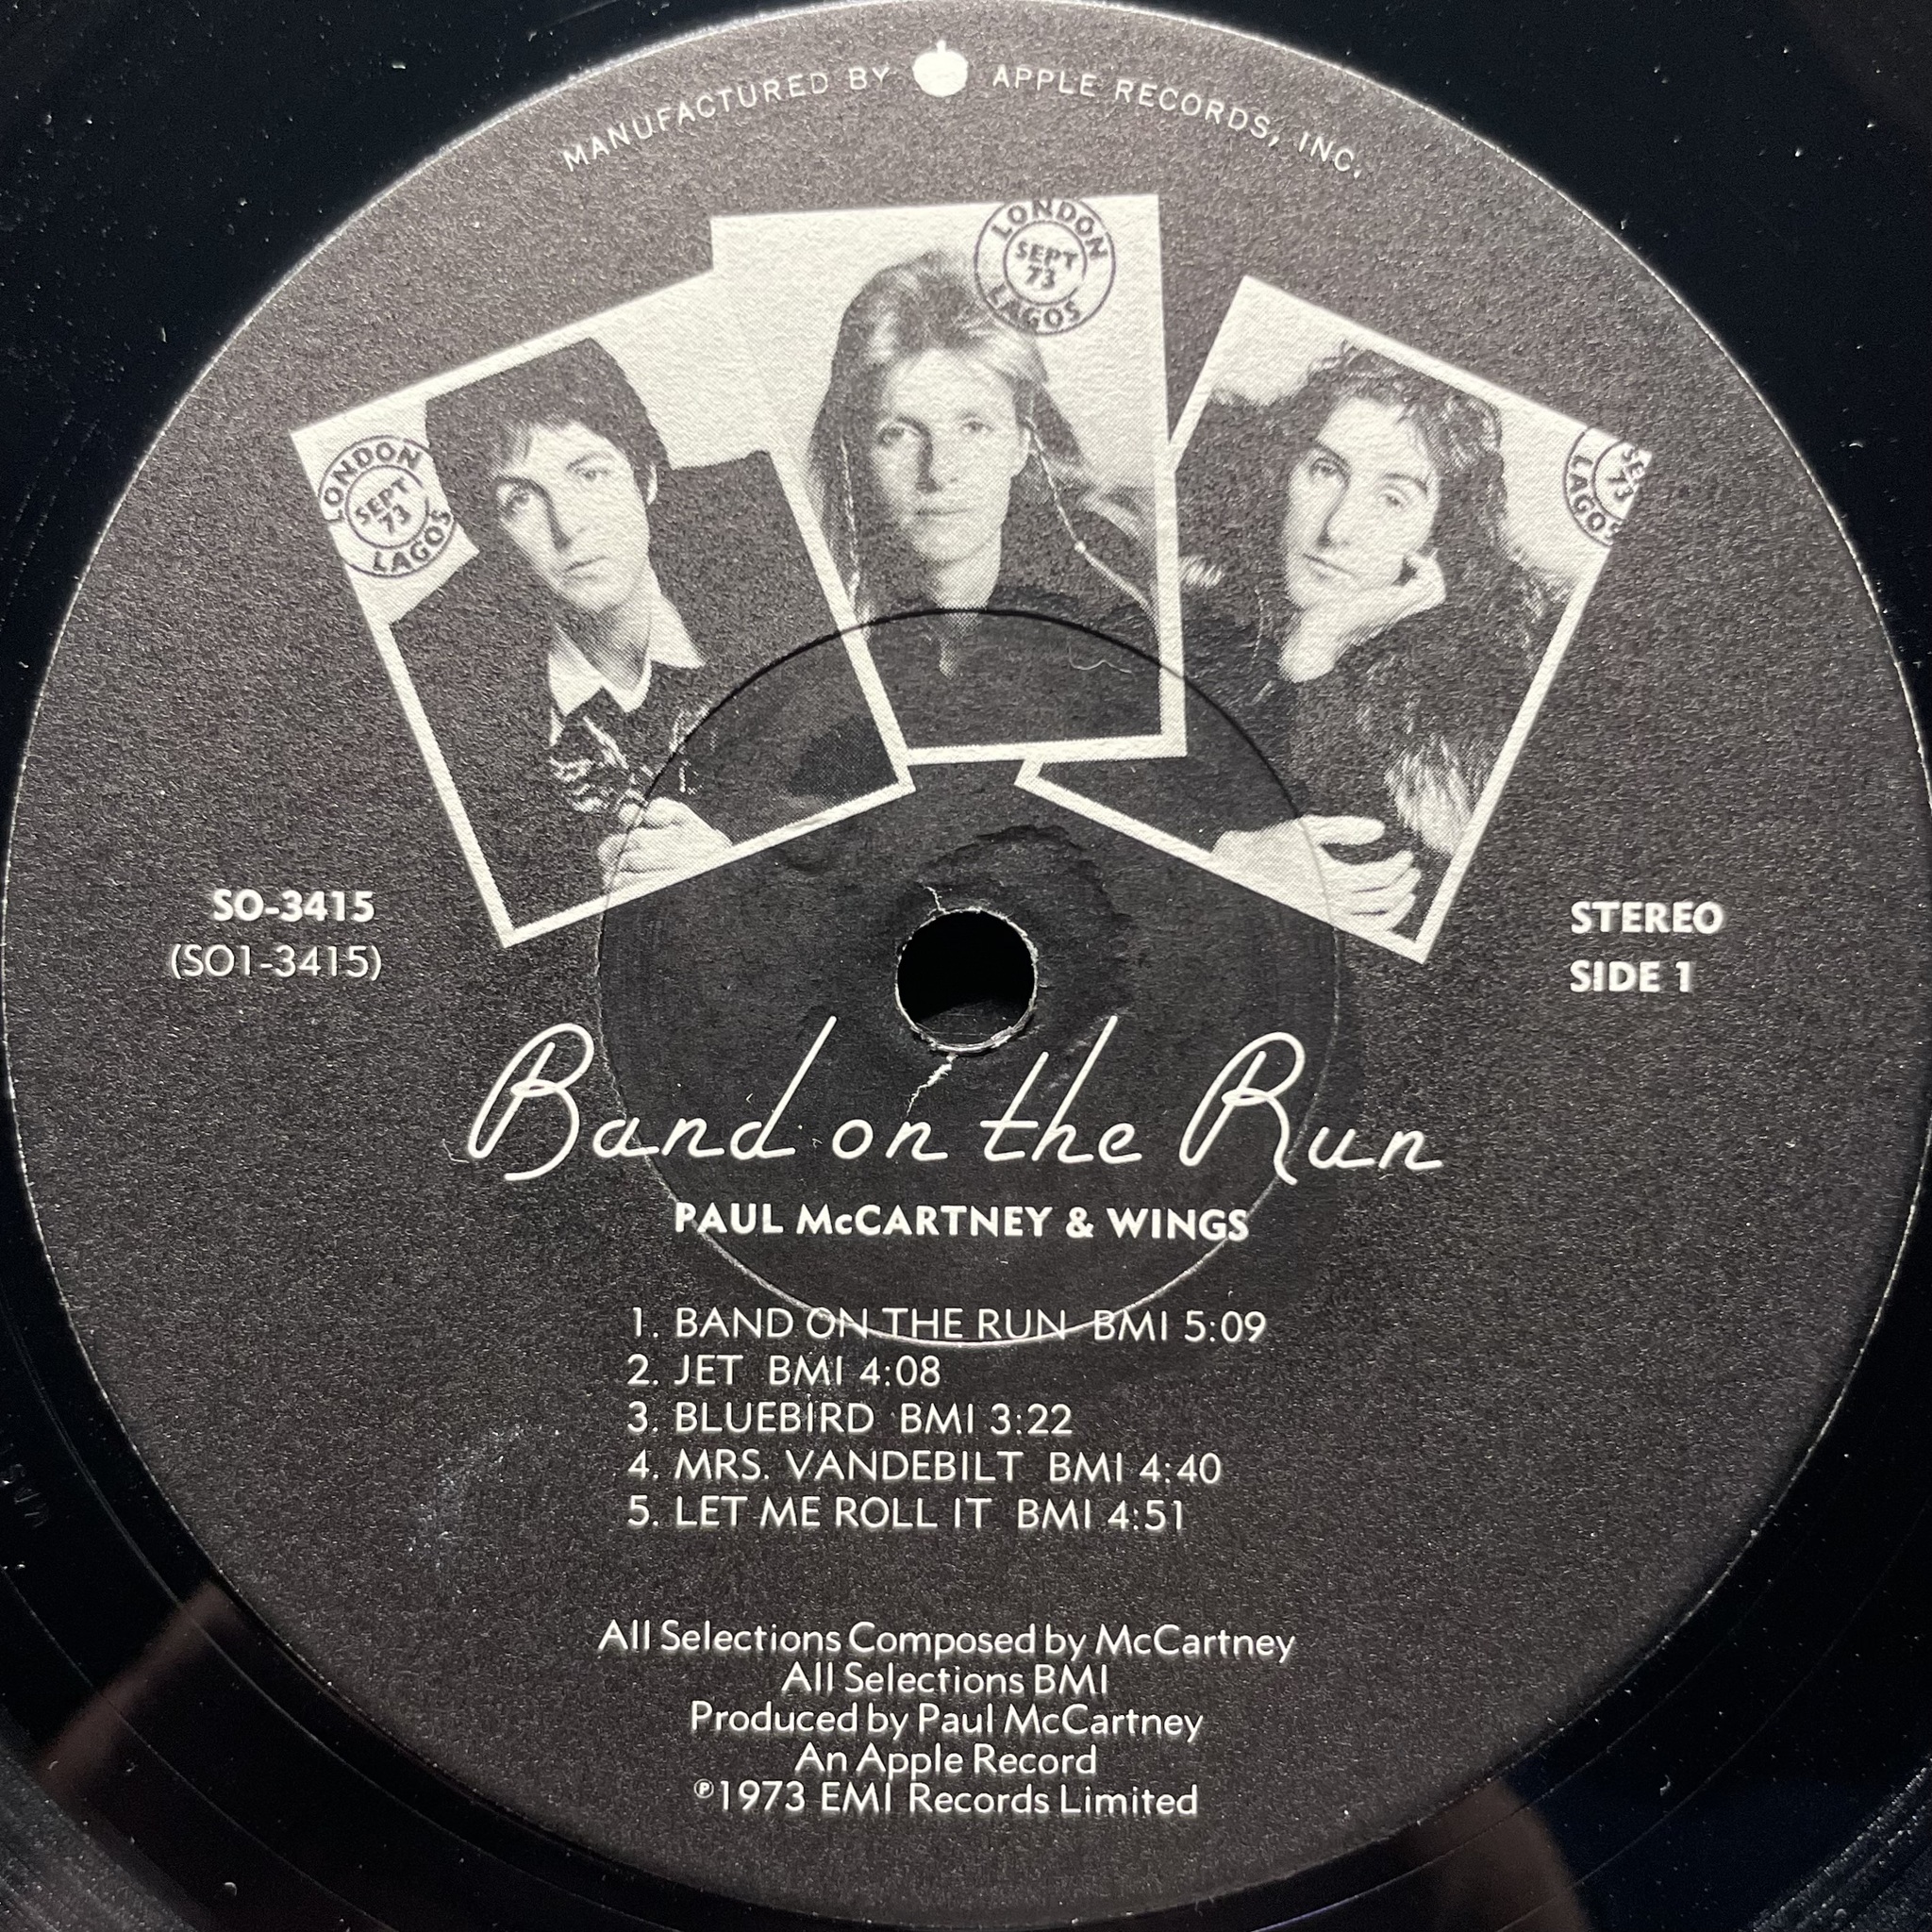 MANUFACTURED BY APPLE RECORDS, INC.
LONDON
SEPT
73
LAGOS
LONDON
SEPT
73
LAGOS
SEPT
73
LAGOS
SO-3415
(SO1-3415)
STEREO
SIDE 1
Band on the Run
PAUL McCARTNEY & WINGS
1. BAND ON THE RUN BMI 5:09
2. JET BMI 4:08
3. BLUEBIRD BMI 3:22
4. MRS. VANDEBILT BMI 4:40
5. LET ME ROLL IT BMI 4:51
All Selections Composed by McCartney
All Selections BMI
Produced by Paul McCartney
An Apple Record
℗1973 EMI Records Limited